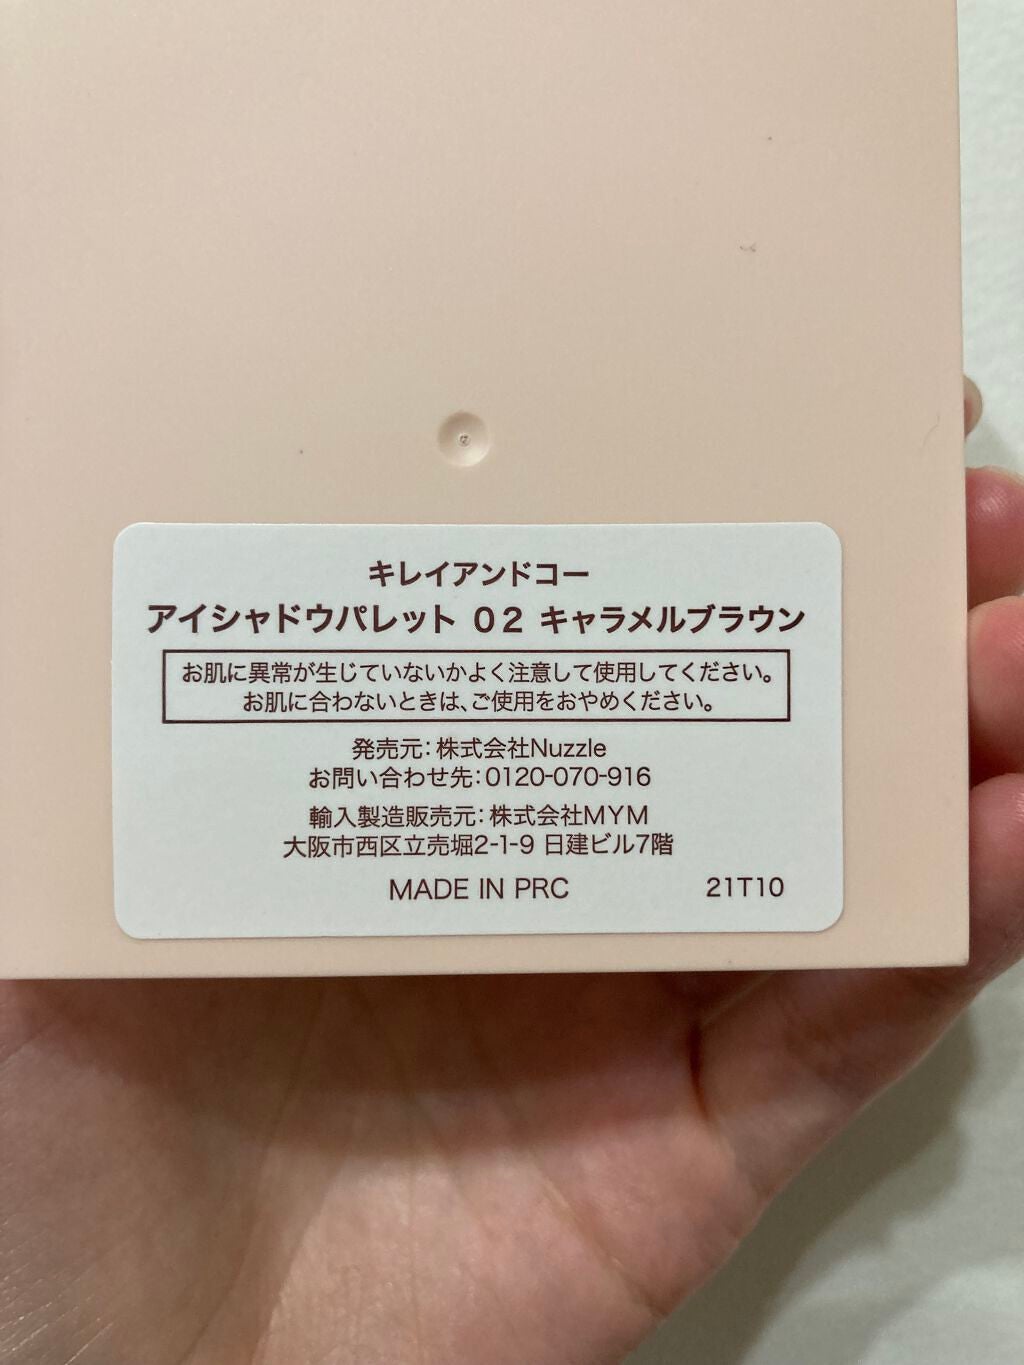 キレイアンドコー
アイシャドウパレット 02 キャラメルブラウン
お肌に異常が生じていないかよく注意して使用してください。
お肌に合わないときは、ご使用をおやめください。
発売元:株式会社Nuzzle
お問い合わせ先:0120-070-916
輸入製造販売元:株式会社MYM
大阪市西区立売堀2-1-9 日建ビル7階
MADE IN PRC 21T10